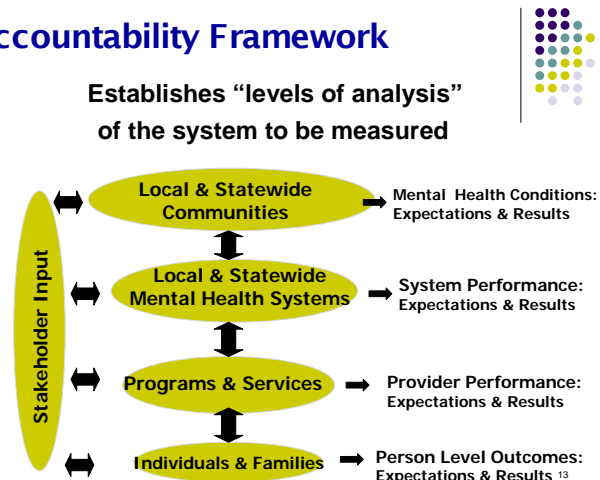 ccountability Framework
Establishes “levels of analysis”
of the system to be measured
Stakeholder Input
Local & Statewide
Communities
Mental Health Conditions:
Expectations & Results
Local & Statewide
Mental Health Systems
System Performance:
Expectations & Results
Programs & Services
Provider Performance:
Expectations & Results
Individuals & Families
Person Level Outcomes:
Expectations & Results 13